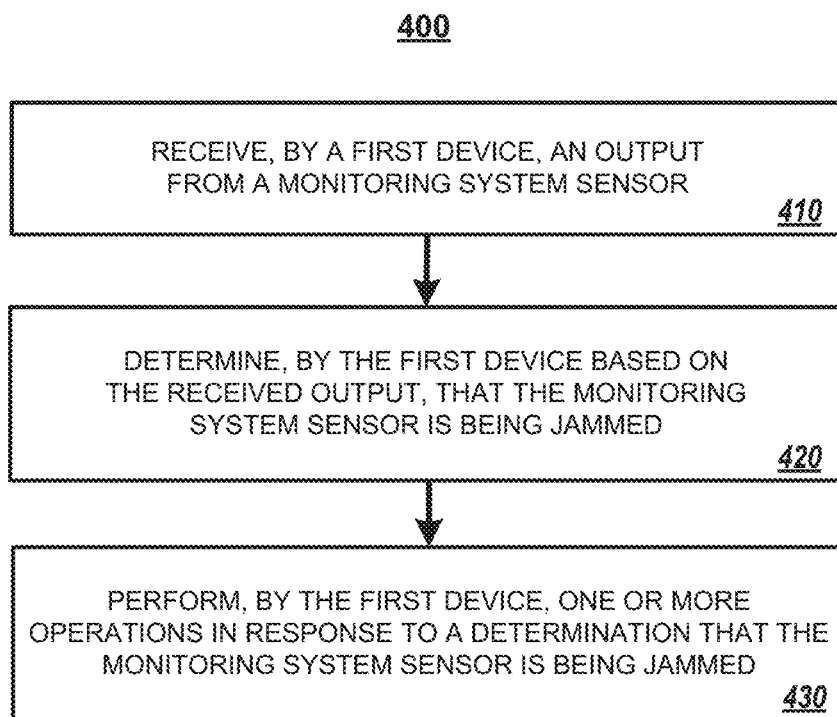 400
RECEIVE, BY A FIRST DEVICE, AN OUTPUT
FROM A MONITORING SYSTEM SENSOR
410
DETERMINE, BY THE FIRST DEVICE BASED ON
THE RECEIVED OUTPUT, THAT THE MONITORING
SYSTEM SENSOR IS BEING JAMMED
420
PERFORM, BY THE FIRST DEVICE, ONE OR MORE
OPERATIONS IN RESPONSE TO A DETERMINATION THAT THE
MONITORING SYSTEM SENSOR IS BEING JAMMED
430